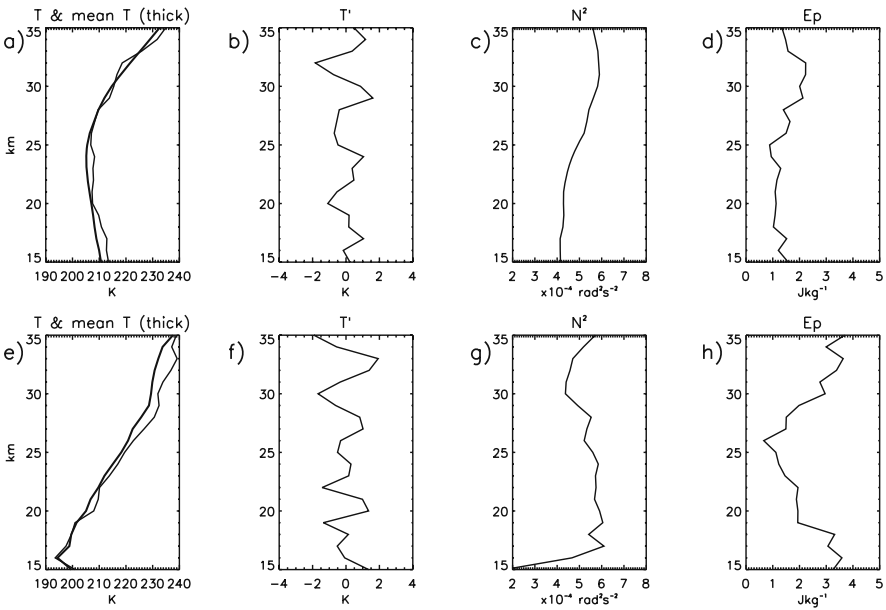 T & mean T (thick) T' N² Ep
a) b) c) d)
35 35 35 35
30 30 30 30
km
25 25 25 25
20 20 20 20
15 15 15 15
190 200 210 220 230 240 -4 -2 0 2 4 2 3 4 5 6 7 8 0 1 2 3 4 5
K K x10⁻⁴ rad²s⁻² Jkg⁻¹
T & mean T (thick) T' N² Ep
e) f) g) h)
35 35 35 35
30 30 30 30
km
25 25 25 25
20 20 20 20
15 15 15 15
190 200 210 220 230 240 -4 -2 0 2 4 2 3 4 5 6 7 8 0 1 2 3 4 5
K K x10⁻⁴ rad²s⁻² Jkg⁻¹